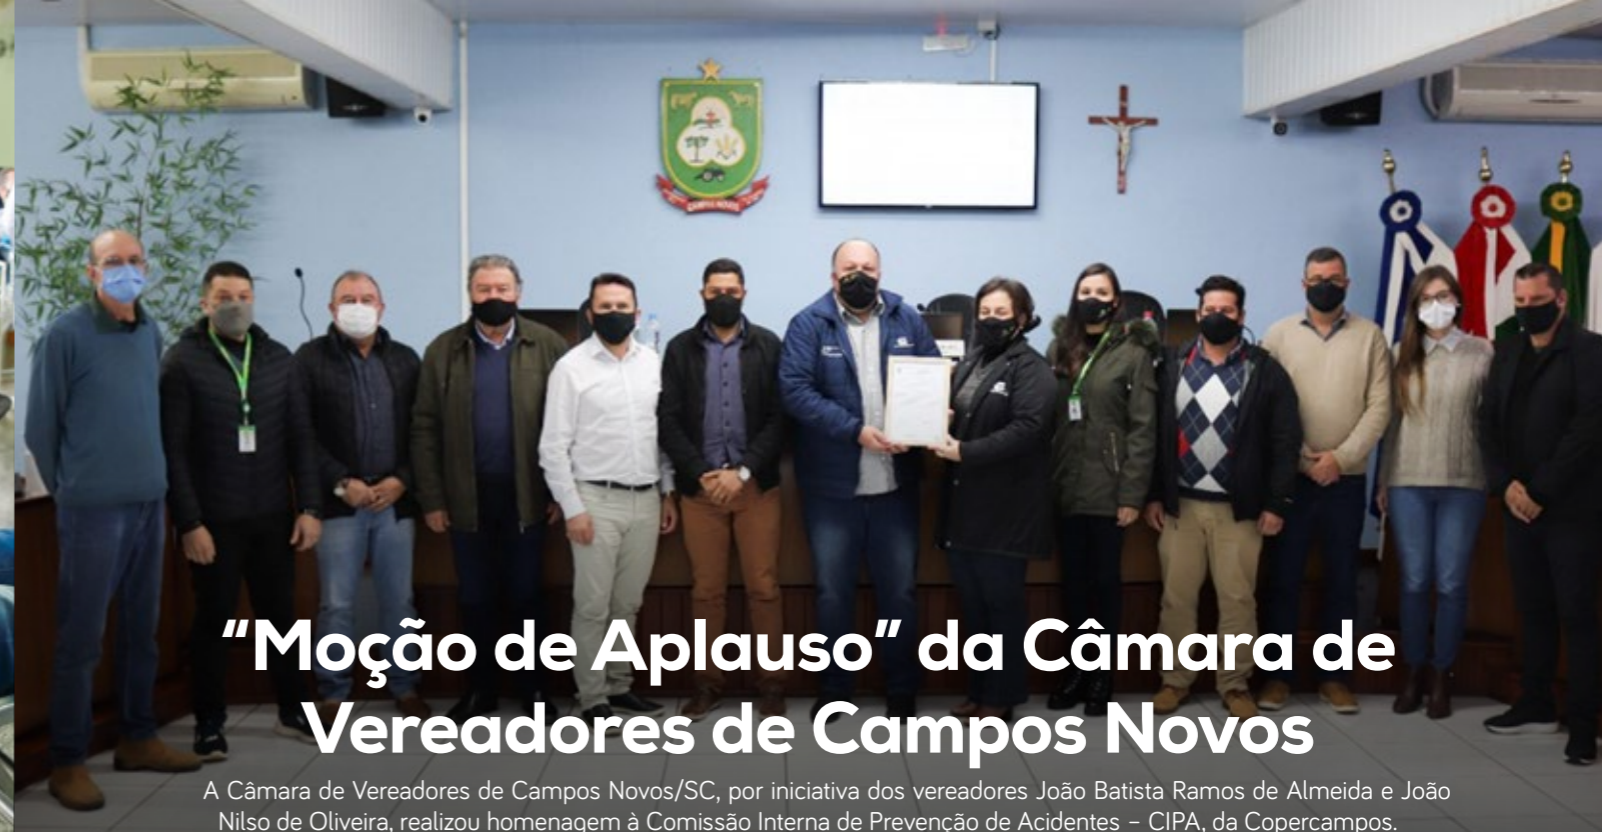 CAMPOS NOVOS
“Moção de Aplauso” da Câmara de
Vereadores de Campos Novos
A Câmara de Vereadores de Campos Novos/SC, por iniciativa dos vereadores João Batista Ramos de Almeida e João
Nilso de Oliveira, realizou homenagem à Comissão Interna de Prevenção de Acidentes – CIPA, da Copercampos.